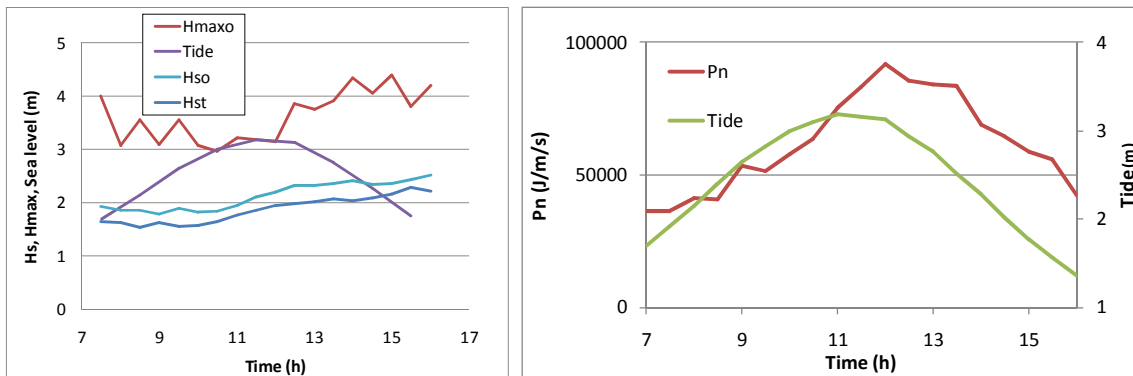 Hmaxo
Tide
Hso
Hst
5
4
3
2
1
0
Hs, Hmax, Sea level (m)
7 9 11 13 15 17
Time (h)
100000
50000
0
Pn (J/m/s)
Pn
Tide
4
3
2
1
Tide(m)
7 9 11 13 15
Time (h)